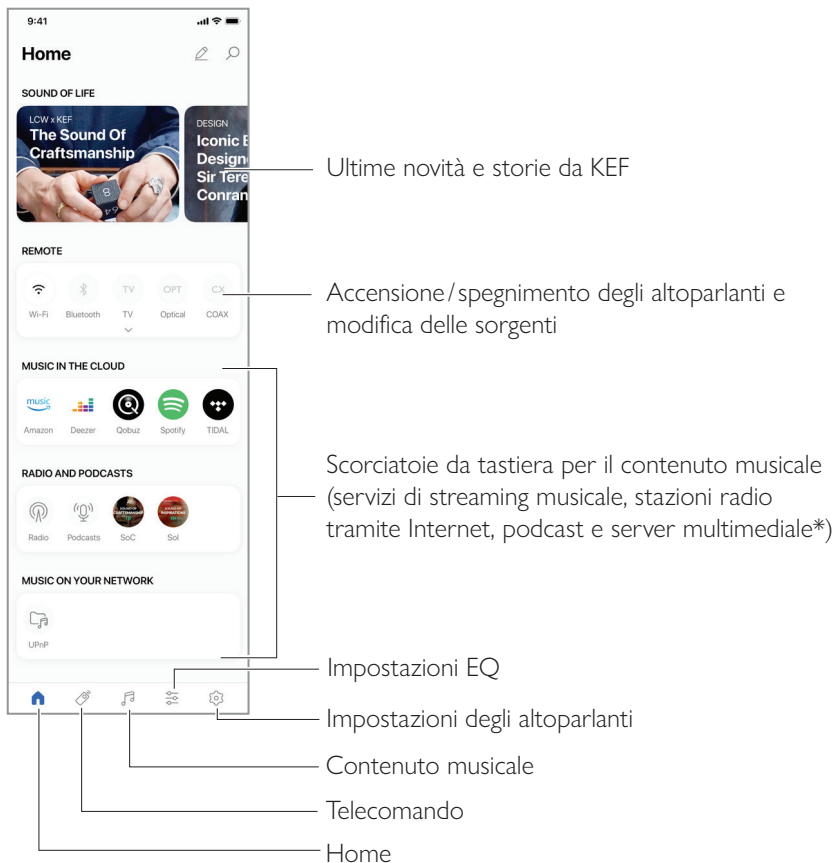 9:41
Home
SOUND OF LIFE
LCW x KEF
The Sound Of
Craftsmanship
DESIGN
Iconic B
Design
Sir Tere
Conran
Ultime novità e storie da KEF
REMOTE
TV
OPT
CX
Wi-Fi
Bluetooth
TV
Optical
COAX
Accensione/spegnimento degli altoparlanti e
modifica delle sorgenti
MUSIC IN THE CLOUD
music
Amazon
Deezer
Qobuz
Spotify
TIDAL
Scorciatoie da tastiera per il contenuto musicale
(servizi di streaming musicale, stazioni radio
tramite Internet, podcast e server multimediale*)
RADIO AND PODCASTS
SOUND OF
CRAFTSMANSHIP
Radio
Podcasts
SoC
SoI
MUSIC ON YOUR NETWORK
UPnP
Impostazioni EQ
Impostazioni degli altoparlanti
Contenuto musicale
Telecomando
Home